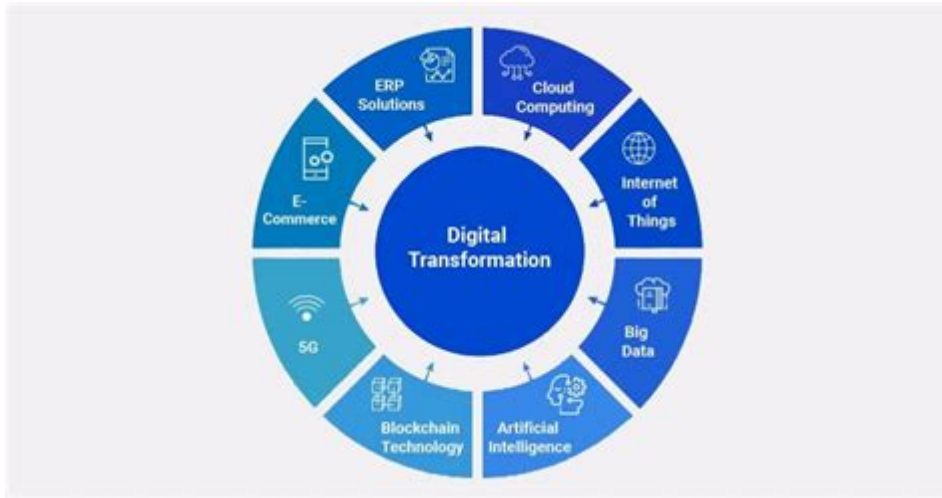 ERP
Solutions
Cloud
Computing
Internet
of
Things
Big
Data
Artificial
Intelligence
Blockchain
Technology
5G
E-
Commerce
Digital
Transformation